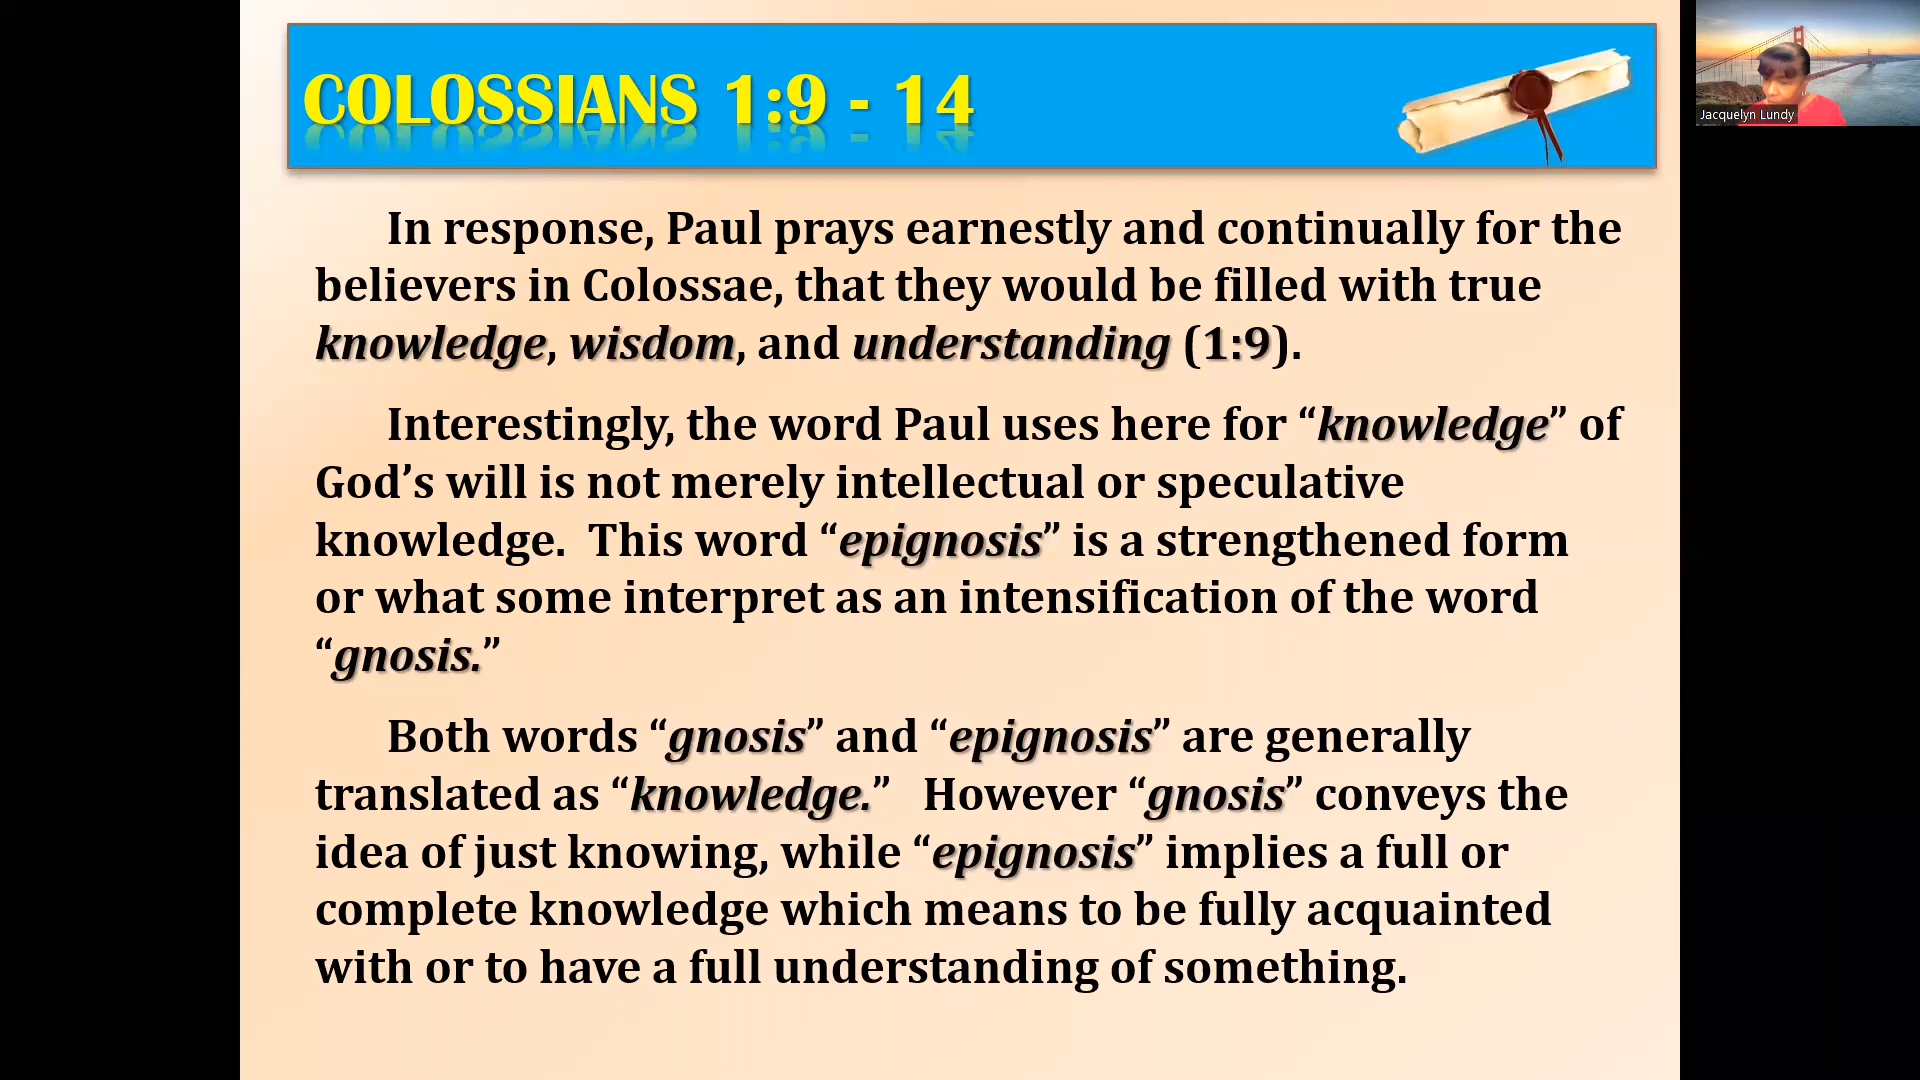 COLOSSIANS 1:9 - 14
Jacquelyn Lundy
In response, Paul prays earnestly and continually for the
believers in Colossae, that they would be filled with true
knowledge, wisdom, and understanding (1:9).
Interestingly, the word Paul uses here for “knowledge” of
God’s will is not merely intellectual or speculative
knowledge.  This word “epignosis” is a strengthened form
or what some interpret as an intensification of the word
“gnosis.”
Both words “gnosis” and “epignosis” are generally
translated as “knowledge.”   However “gnosis” conveys the
idea of just knowing, while “epignosis” implies a full or
complete knowledge which means to be fully acquainted
with or to have a full understanding of something.